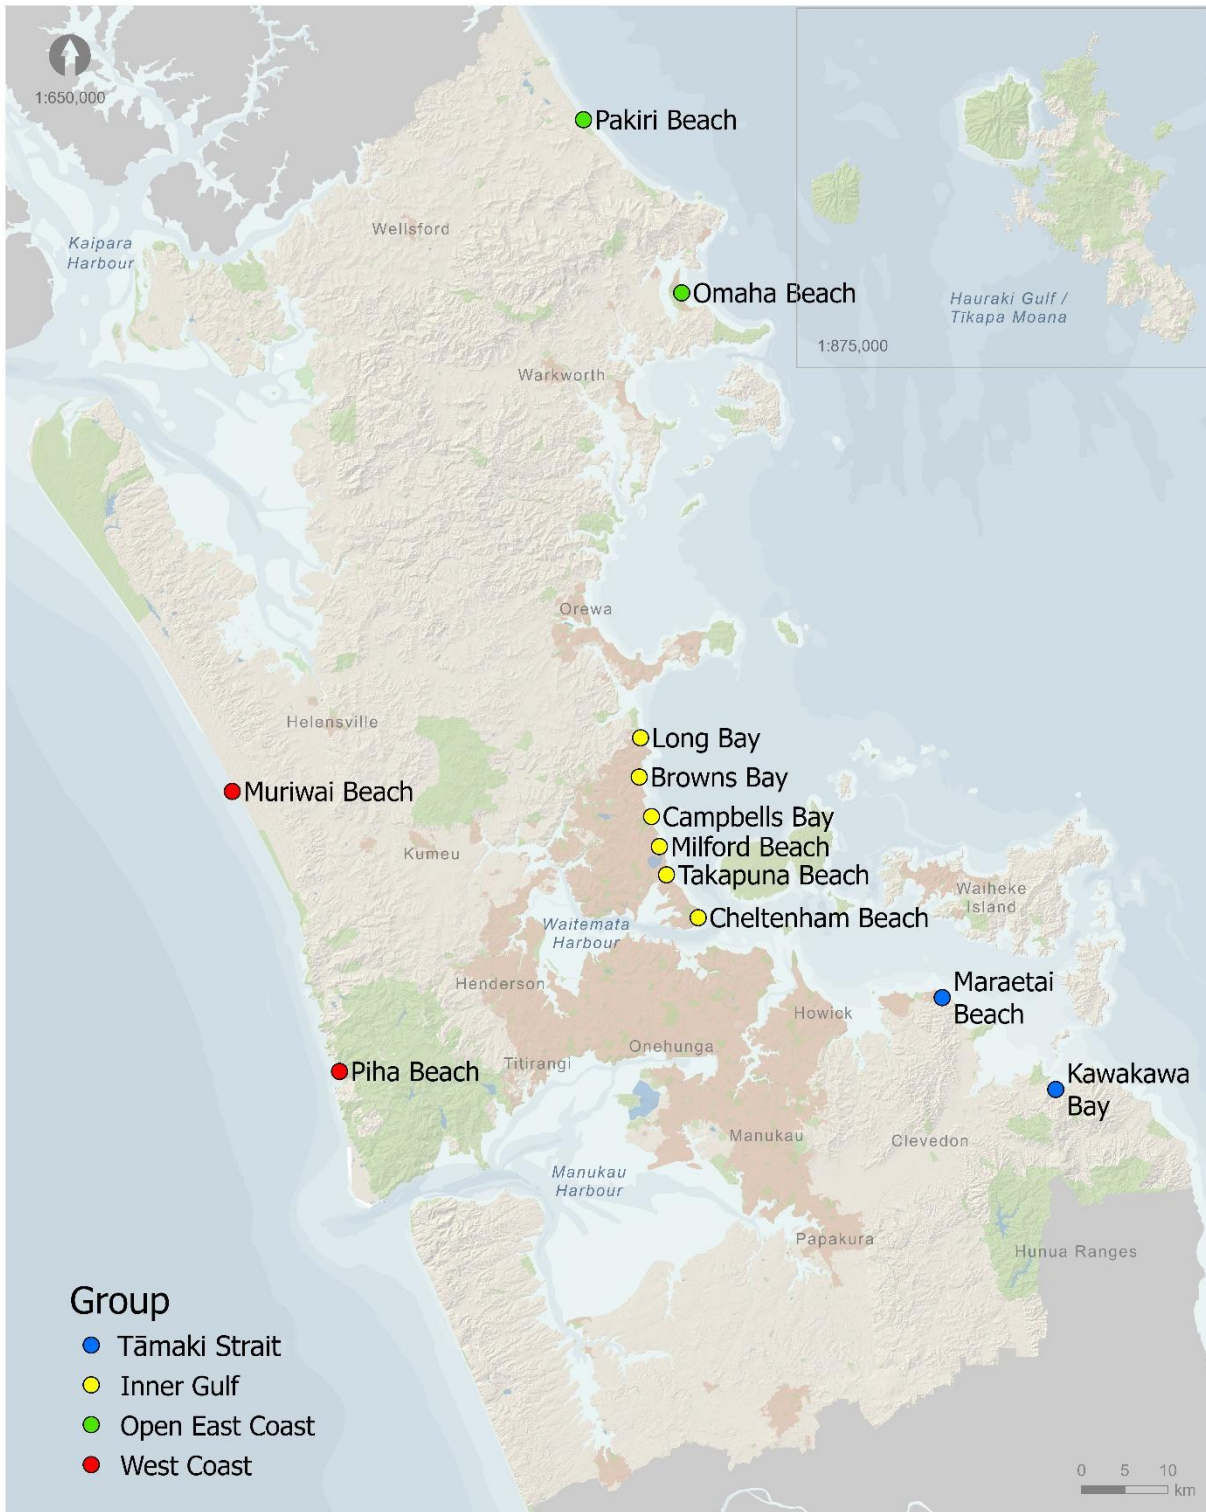 1:650,000
Pakiri Beach
Wellsford
Kaipara
Harbour
Omaha Beach
Hauraki Gulf /
Tīkapa Moana
1:875,000
Warkworth
Orewa
Helensville
Long Bay
Browns Bay
Muriwai Beach
Campbells Bay
Milford Beach
Kumeu
Takapuna Beach
Waiheke
Island
Cheltenham Beach
Waitemata
Harbour
Henderson
Maraetai
Beach
Howick
Onehunga
Titirangi
Piha Beach
Kawakawa
Bay
Manukau
Clevedon
Manukau
Harbour
Papakura
Hunua Ranges
Group
Tāmaki Strait
Inner Gulf
Open East Coast
West Coast
0 5 10
km